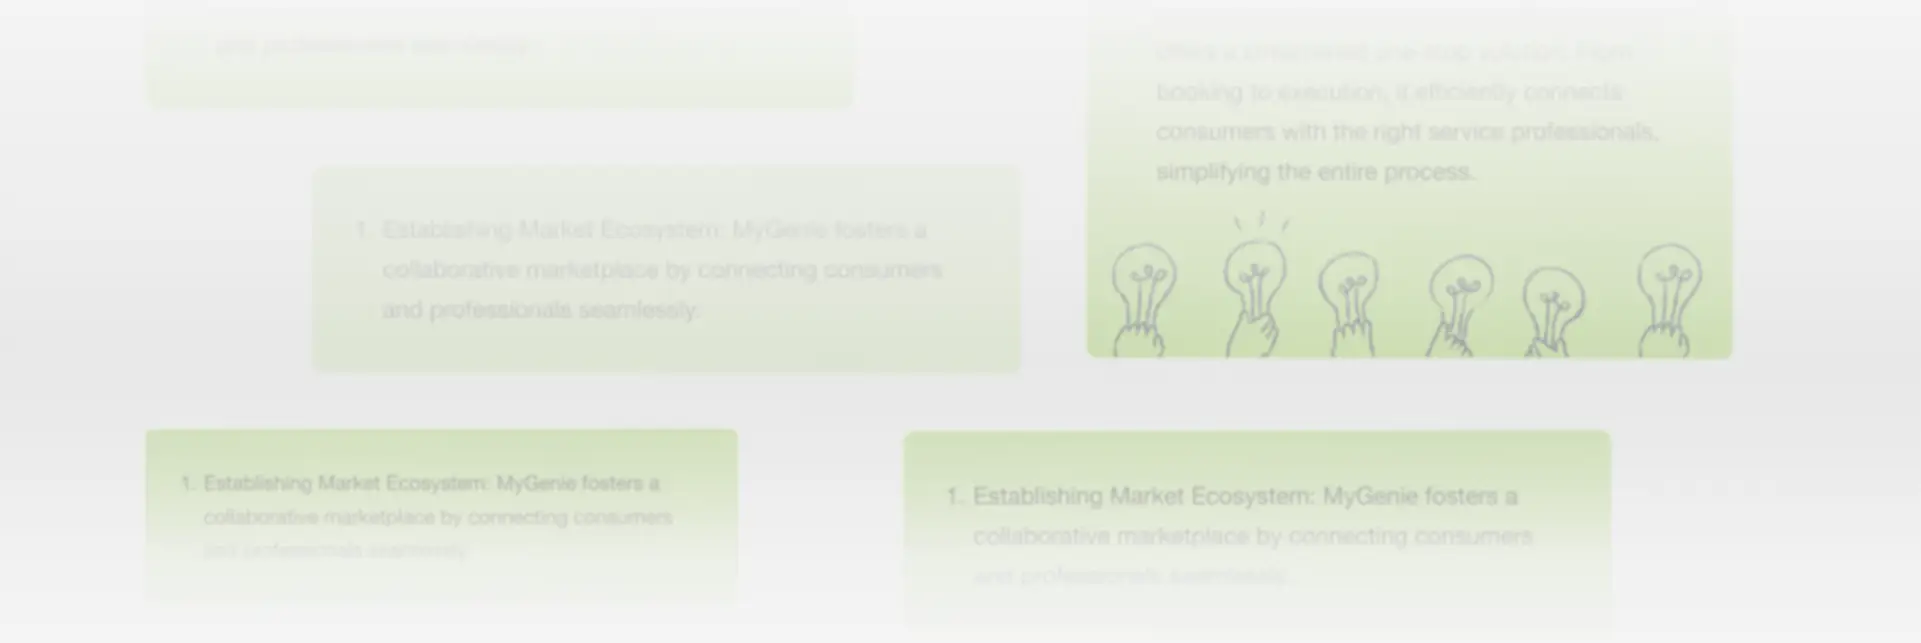 and professionals seamlessly.
offers a streamlined one-stop solution. From
booking to execution, it efficiently connects
consumers with the right service professionals,
simplifying the entire process.
1. Establishing Market Ecosystem: MyGenie fosters a
collaborative marketplace by connecting consumers
and professionals seamlessly.
1. Establishing Market Ecosystem: MyGenie fosters a
collaborative marketplace by connecting consumers
and professionals seamlessly.
1. Establishing Market Ecosystem: MyGenie fosters a
collaborative marketplace by connecting consumers
and professionals seamlessly.